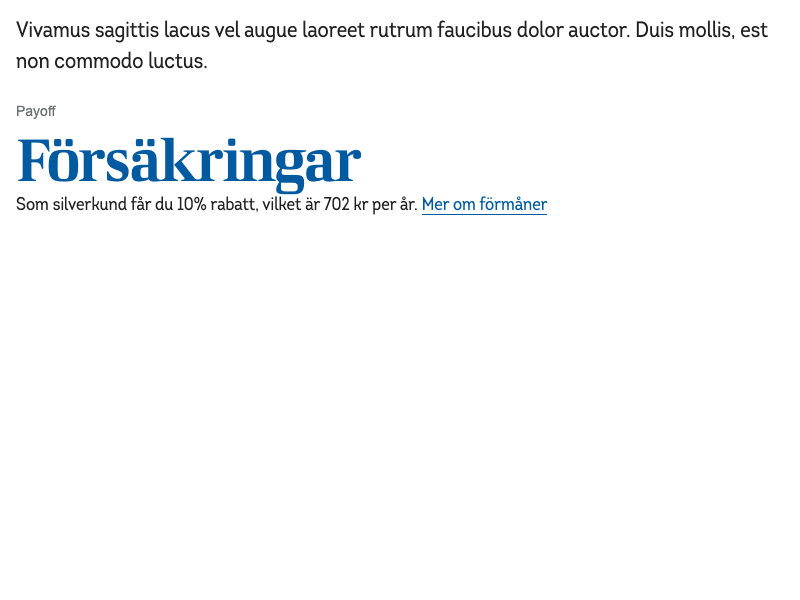 Vivamus sagittis lacus vel augue laoreet rutrum faucibus dolor auctor. Duis mollis, est
non commodo luctus.
Payoff
Försäkringar
Som silverkund får du 10% rabatt, vilket är 702 kr per år. Mer om förmåner